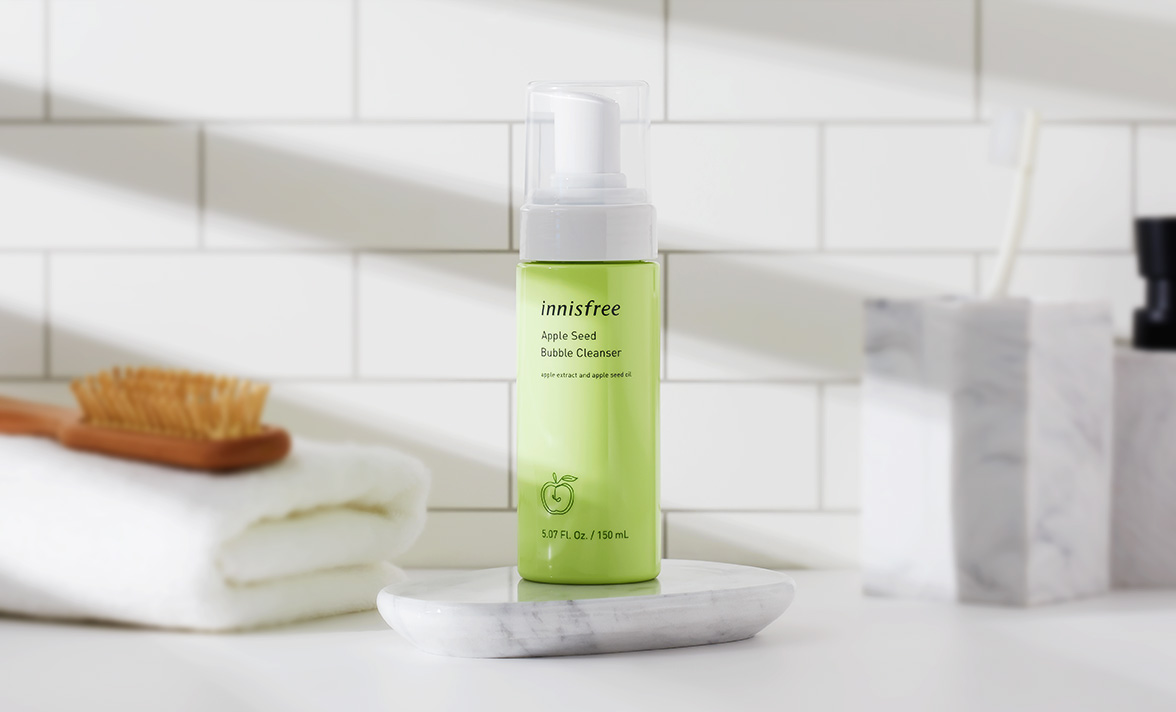 innisfree
Apple Seed
Bubble Cleanser
apple extract and apple seed oil
5.07 Fl. Oz. / 150 mL